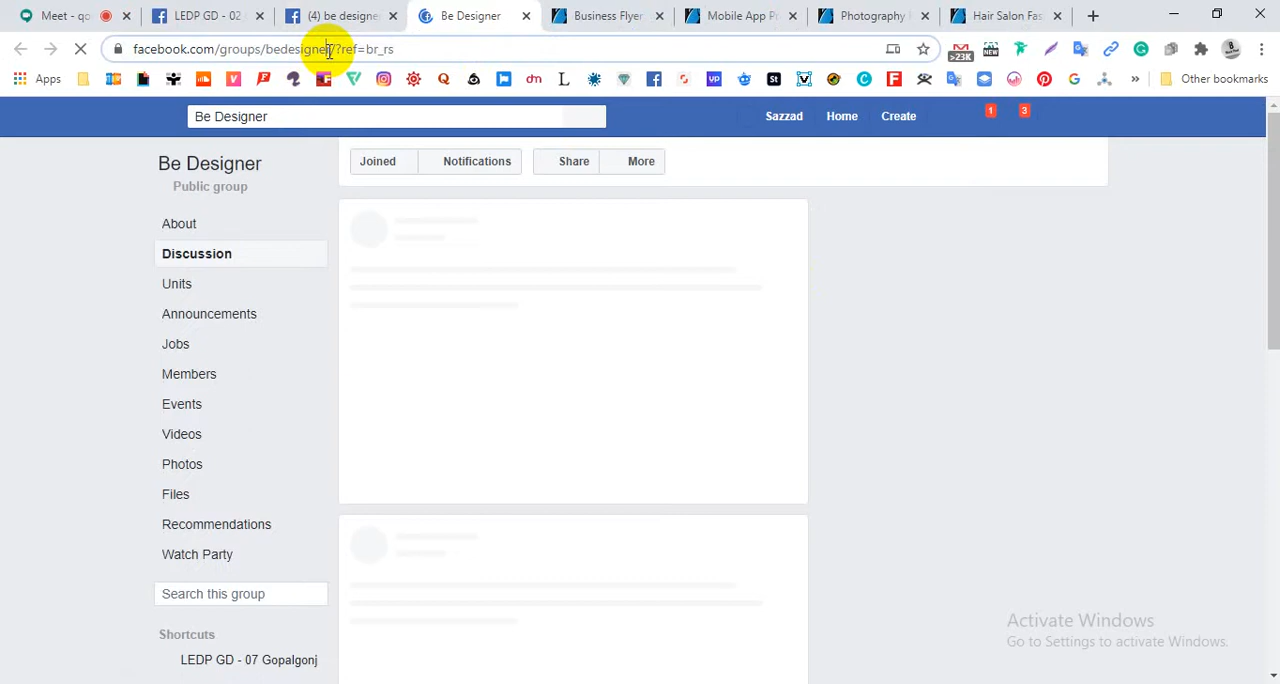 Meet - qo
LEDP GD - 02
(4) be designe
Be Designer
Business Flyer
Mobile App P
Photography
Hair Salon Fas
facebook.com/groups/bedesigner/?ref=br_rs
>23K
Apps
Other bookmarks
Be Designer
Sazzad
Home
Create
1
3
Be Designer
Public group
Joined
Notifications
Share
More
About
Discussion
Units
Announcements
Jobs
Members
Events
Videos
Photos
Files
Recommendations
Watch Party
Search this group
Shortcuts
LEDP GD - 07 Gopalgonj
Activate Windows
Go to Settings to activate Windows.